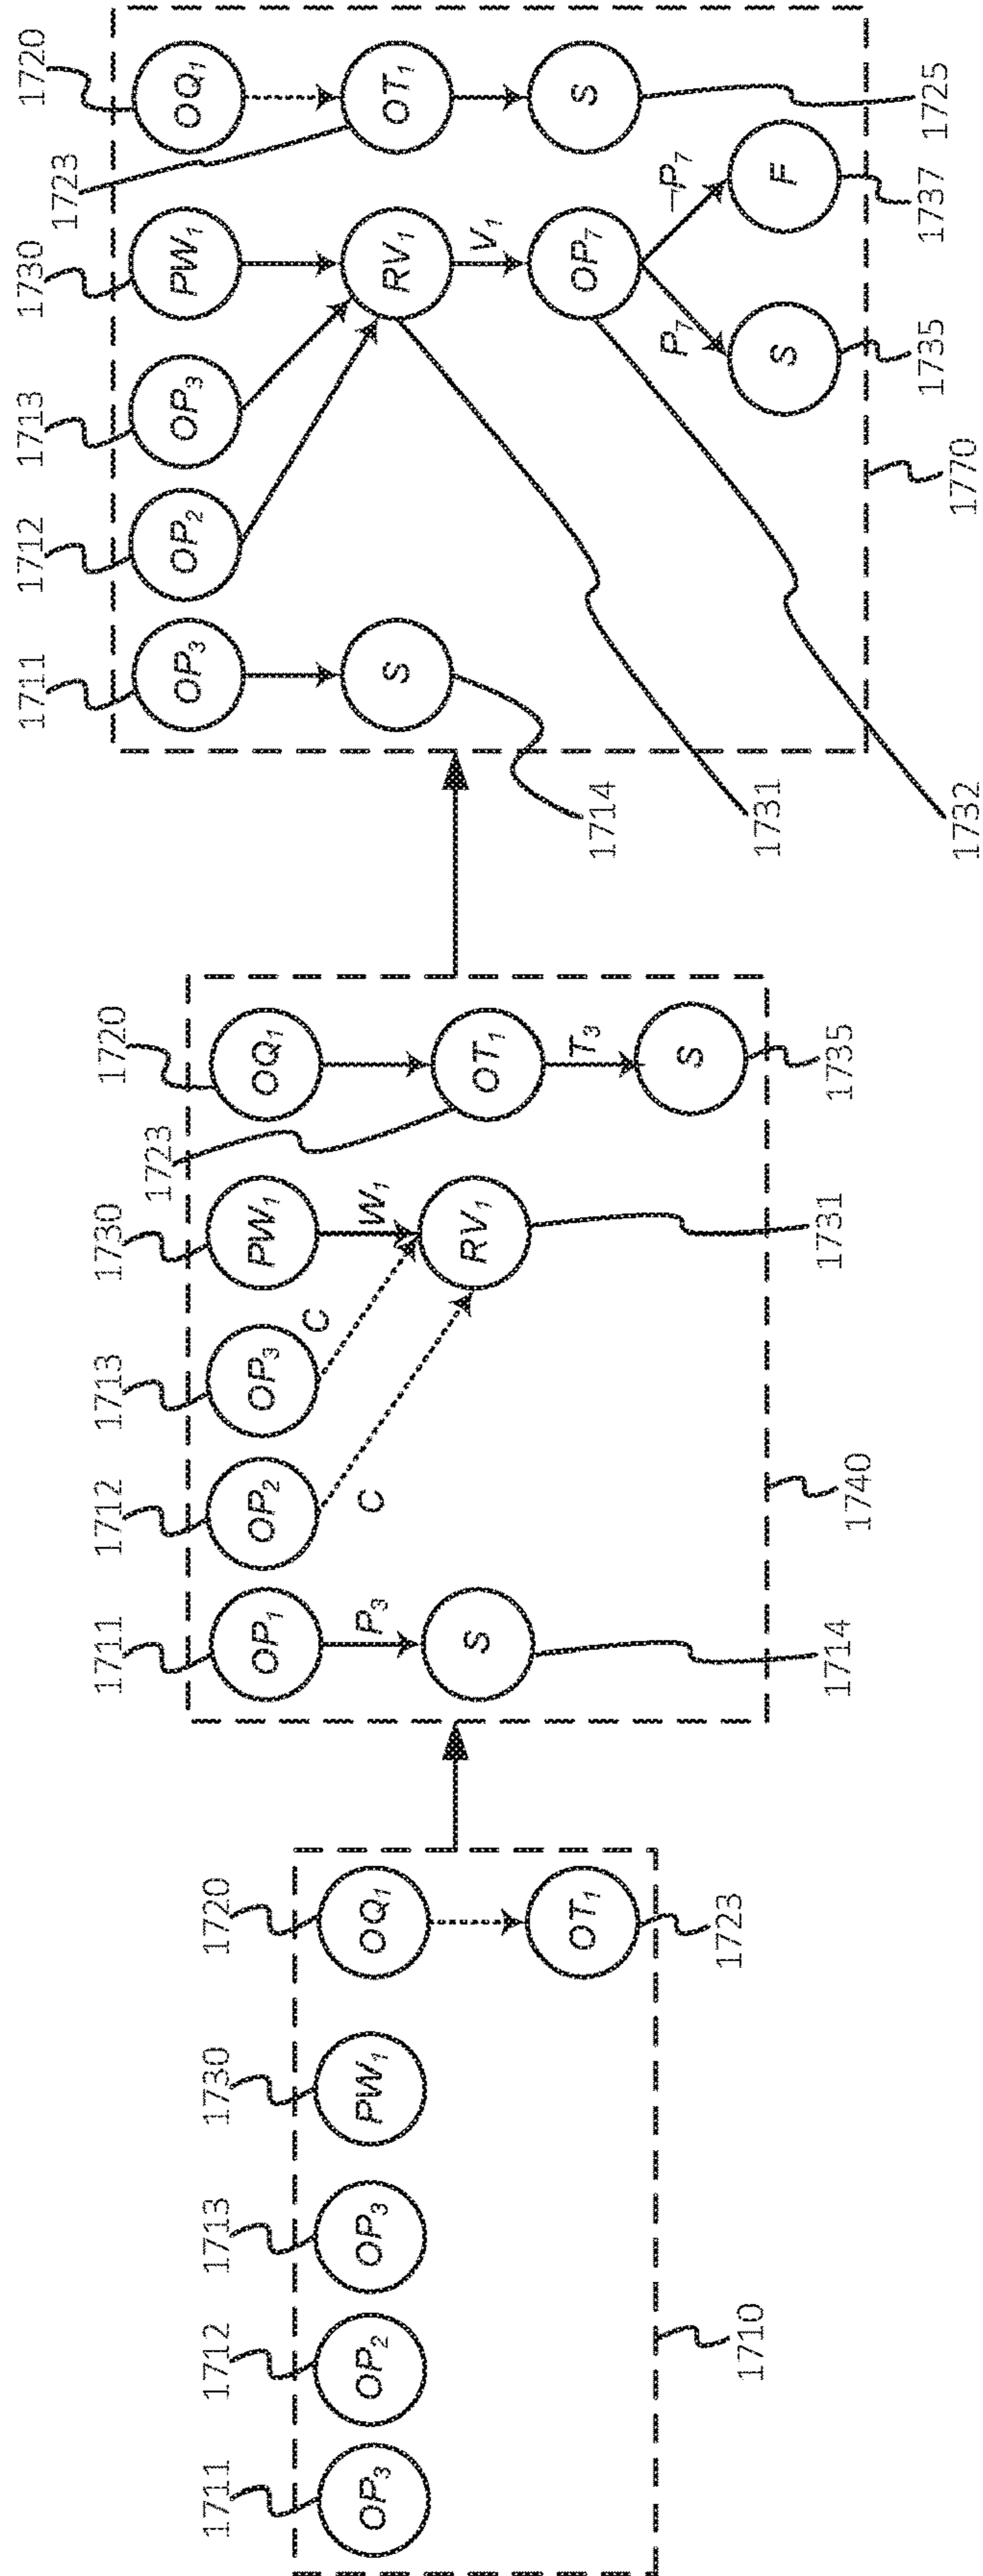 1711
1712
1713
1730
1720
OP3
OP2
OP3
PW1
OQ1
OT1
1723
1710
1711
1712
1713
1730
1723
1720
OP1
OP2
OP3
PW1
OQ1
P3
C
C
W1
S
RV1
OT1
T3
S
1714
1731
1735
1740
1711
1712
1713
1730
1723
1720
OP3
OP2
OP3
PW1
OQ1
S
RV1
OT1
V1
OP7
S
P7
¬P7
S
F
1714
1731
1732
1735
1737
1725
1770